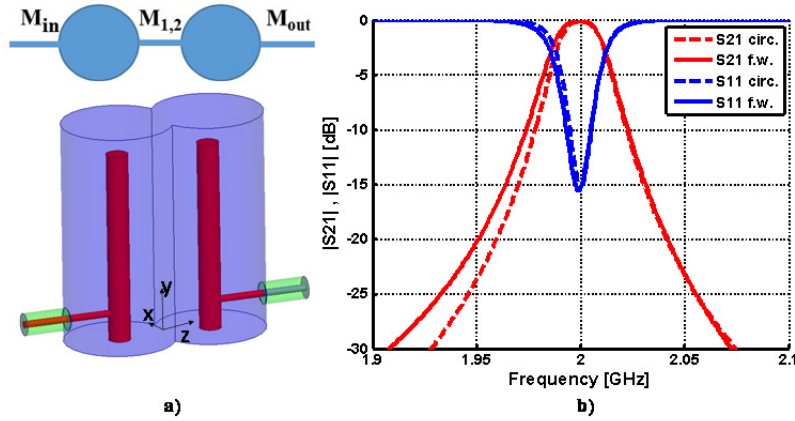 M_in M_1,2 M_out
y
x
z
a)
S21 circ.
S21 f.w.
S11 circ.
S11 f.w.
|S21| , |S11| [dB]
0
-5
-10
-15
-20
-25
-30
1.9 1.95 2 2.05 2.1
Frequency [GHz]
b)